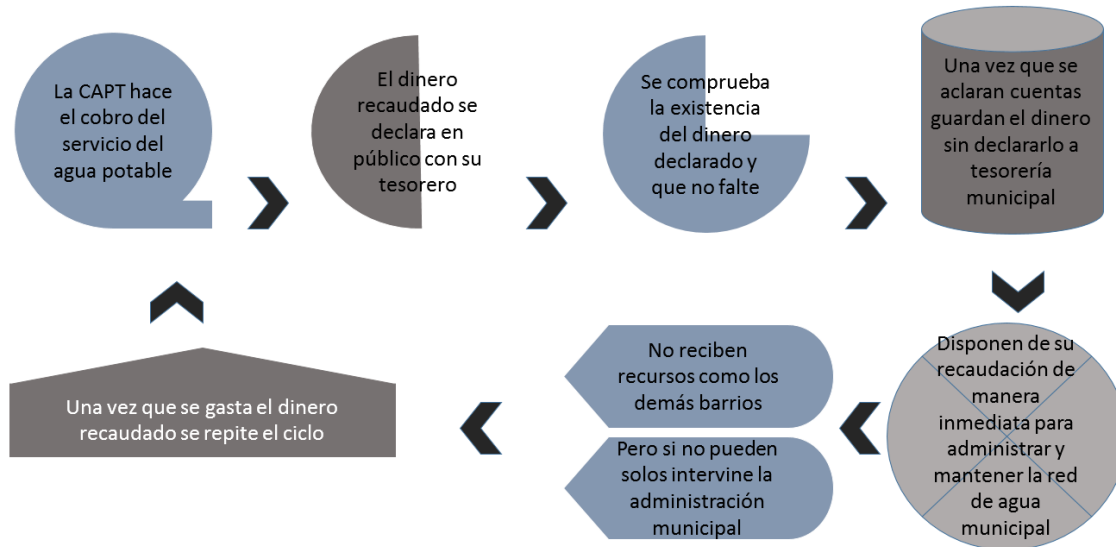 La CAPT hace
el cobro del
servicio del
agua potable
El dinero
recaudado se
declara en
público con su
tesorero
Se comprueba
la existencia
del dinero
declarado y
que no falte
Una vez que se
aclaran cuentas
guardan el dinero
sin declararlo a
tesorería
municipal
Disponen de su
recaudación de
manera
inmediata para
administrar y
mantener la red
de agua
municipal
No reciben
recursos como los
demás barrios
Pero si no pueden
solos intervine la
administración
municipal
Una vez que se gasta el dinero
recaudado se repite el ciclo